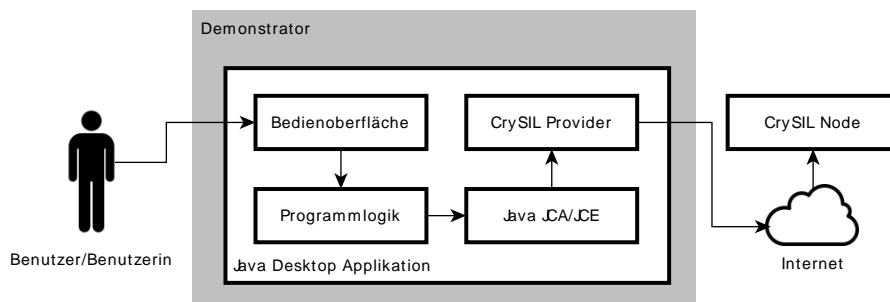 Demonstrator
Bedienoberfläche
CrySIL Provider
CrySIL Node
Programmlogik
Java JCA/JCE
Benutzer/Benutzerin
Java Desktop Applikation
Internet